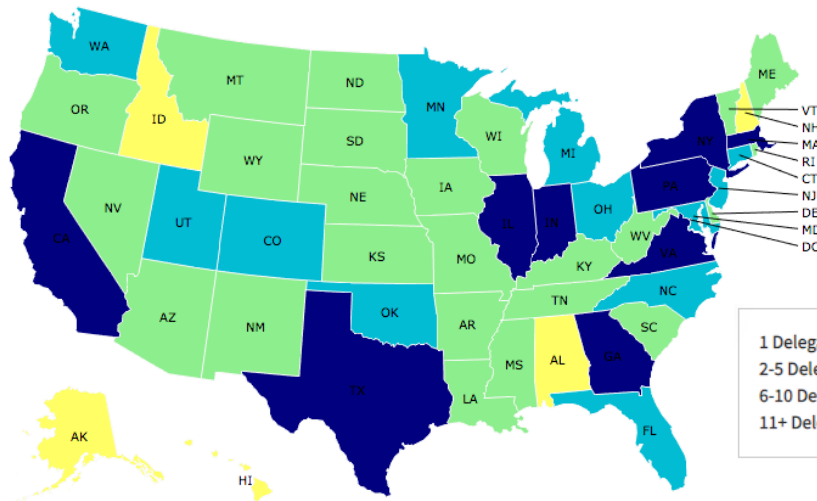 WA
MT
ND
MN
ME
OR
ID
WI
MI
NY
VT
NH
MA
RI
CT
NJ
DE
MD
DC
WY
SD
IA
NE
PA
NV
UT
CO
IL
IN
OH
WV
VA
CA
KS
MO
KY
NC
AZ
NM
OK
AR
TN
SC
TX
LA
MS
AL
GA
FL
AK
HI
1 Deleg
2-5 Dele
6-10 De
11+ Del